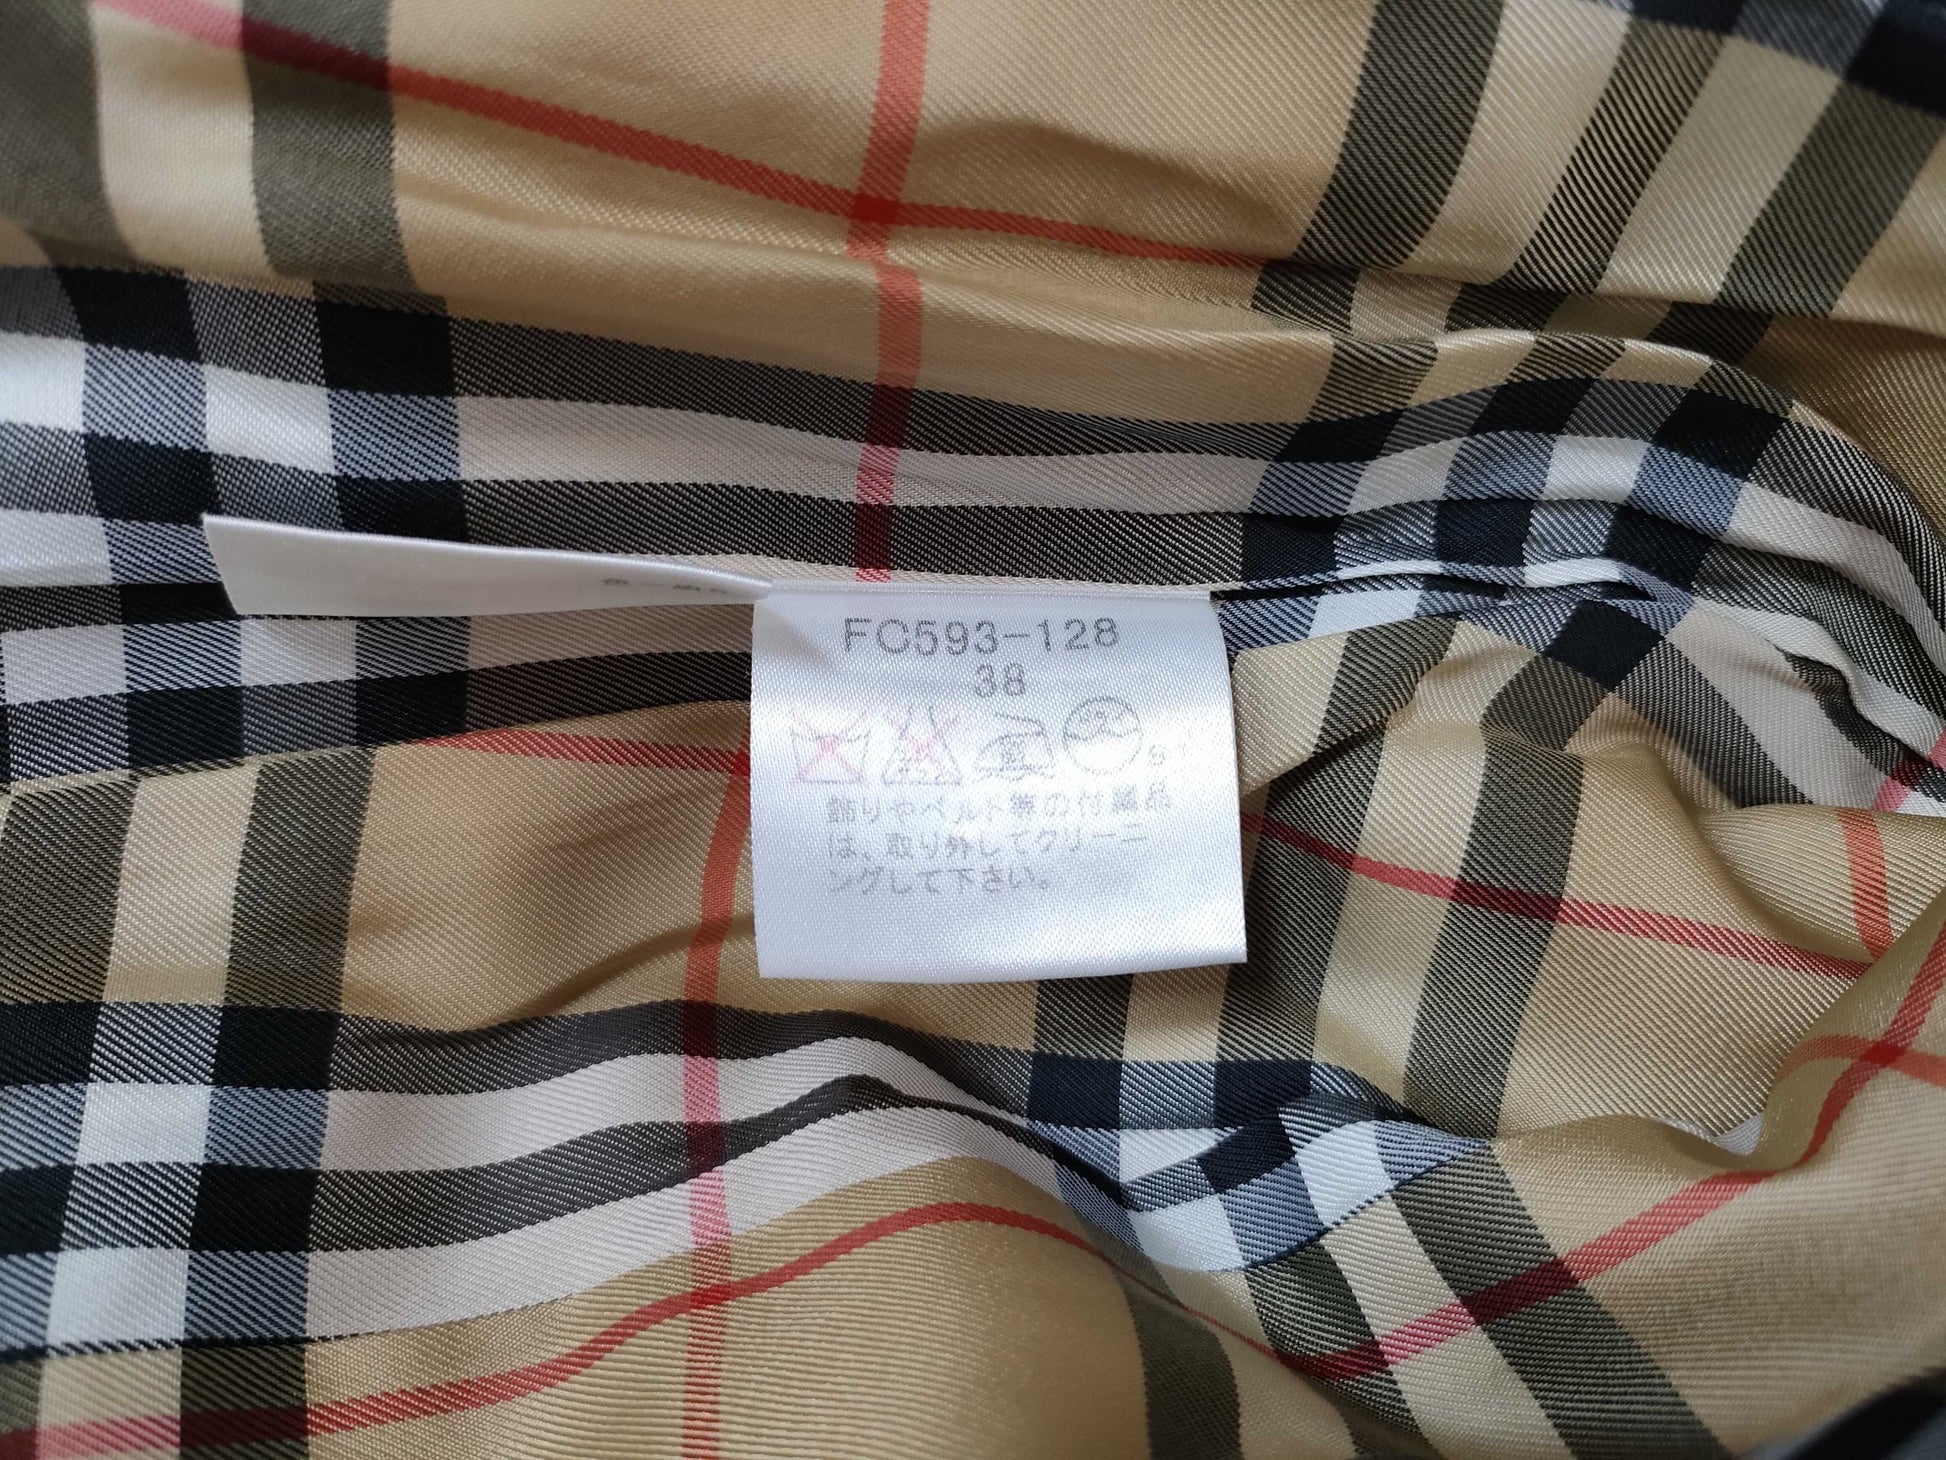 FC593-128
38
飾りやベルト等の付属品
は、取り外してクリーニ
ングして下さい。